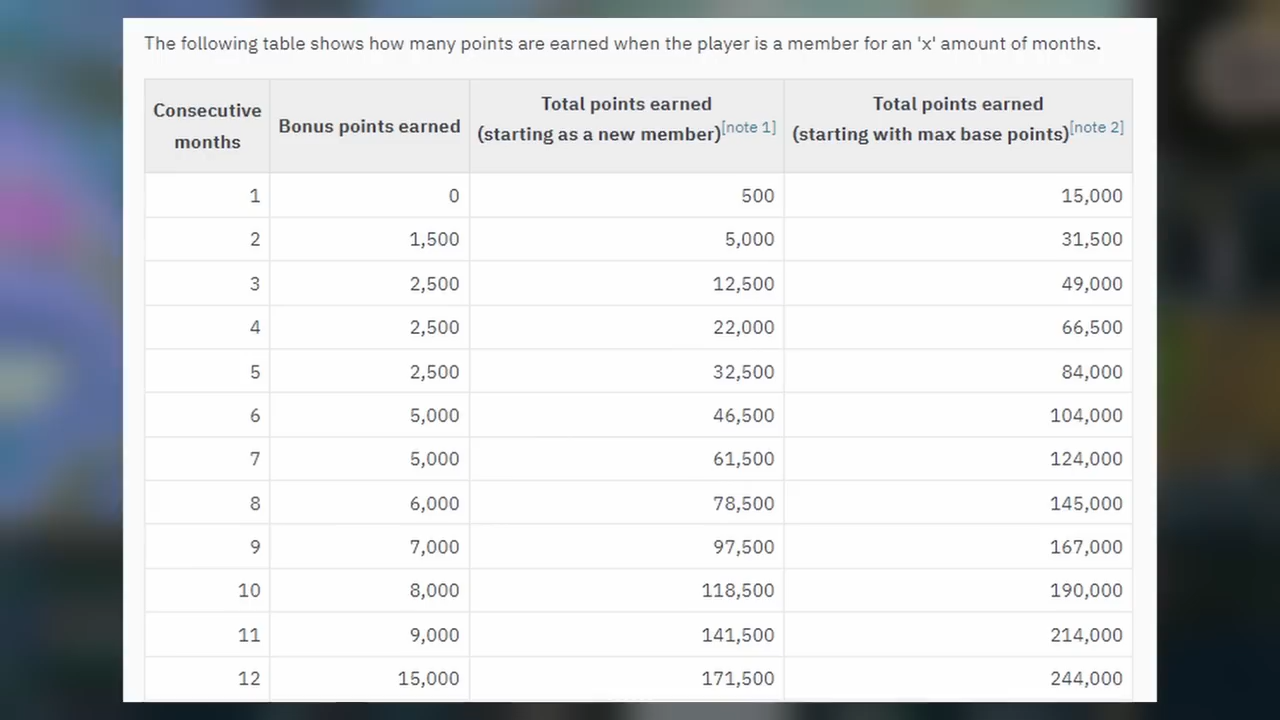 The following table shows how many points are earned when the player is a member for an 'x' amount of months.
Consecutive months Bonus points earned Total points earned (starting as a new member)[note 1] Total points earned (starting with max base points)[note 2]
1 0 500 15,000
2 1,500 5,000 31,500
3 2,500 12,500 49,000
4 2,500 22,000 66,500
5 2,500 32,500 84,000
6 5,000 46,500 104,000
7 5,000 61,500 124,000
8 6,000 78,500 145,000
9 7,000 97,500 167,000
10 8,000 118,500 190,000
11 9,000 141,500 214,000
12 15,000 171,500 244,000